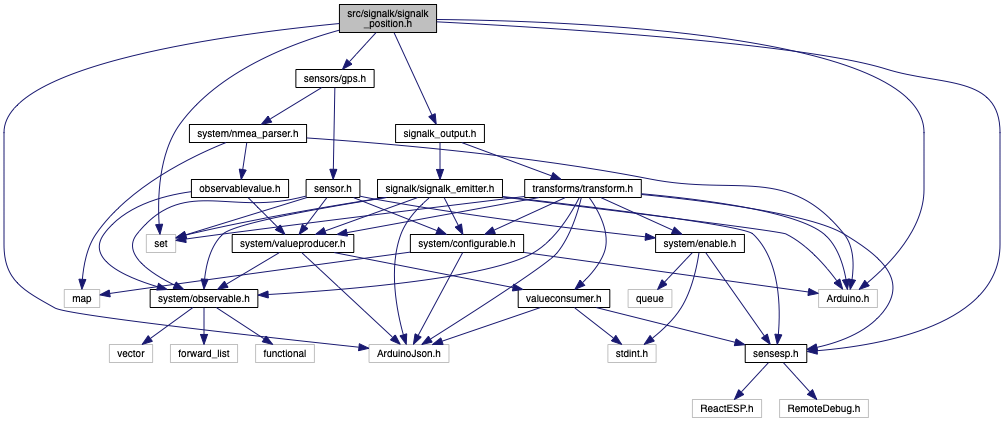 src/signalk/signalk
_position.h
sensors/gps.h
system/nmea_parser.h
signalk_output.h
observablevalue.h
sensor.h
signalk/signalk_emitter.h
transforms/transform.h
set
system/valueproducer.h
system/configurable.h
system/enable.h
map
system/observable.h
valueconsumer.h
queue
Arduino.h
vector
forward_list
functional
ArduinoJson.h
stdint.h
sensesp.h
ReactESP.h
RemoteDebug.h